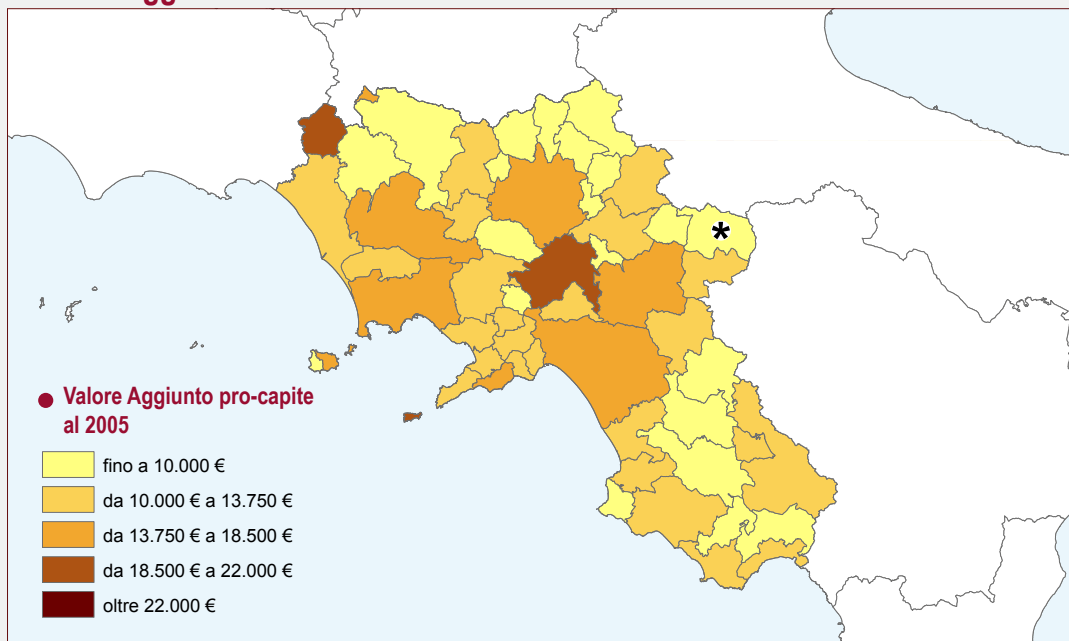 ● Valore Aggiunto pro-capite
al 2005
fino a 10.000 €
da 10.000 € a 13.750 €
da 13.750 € a 18.500 €
da 18.500 € a 22.000 €
oltre 22.000 €
*